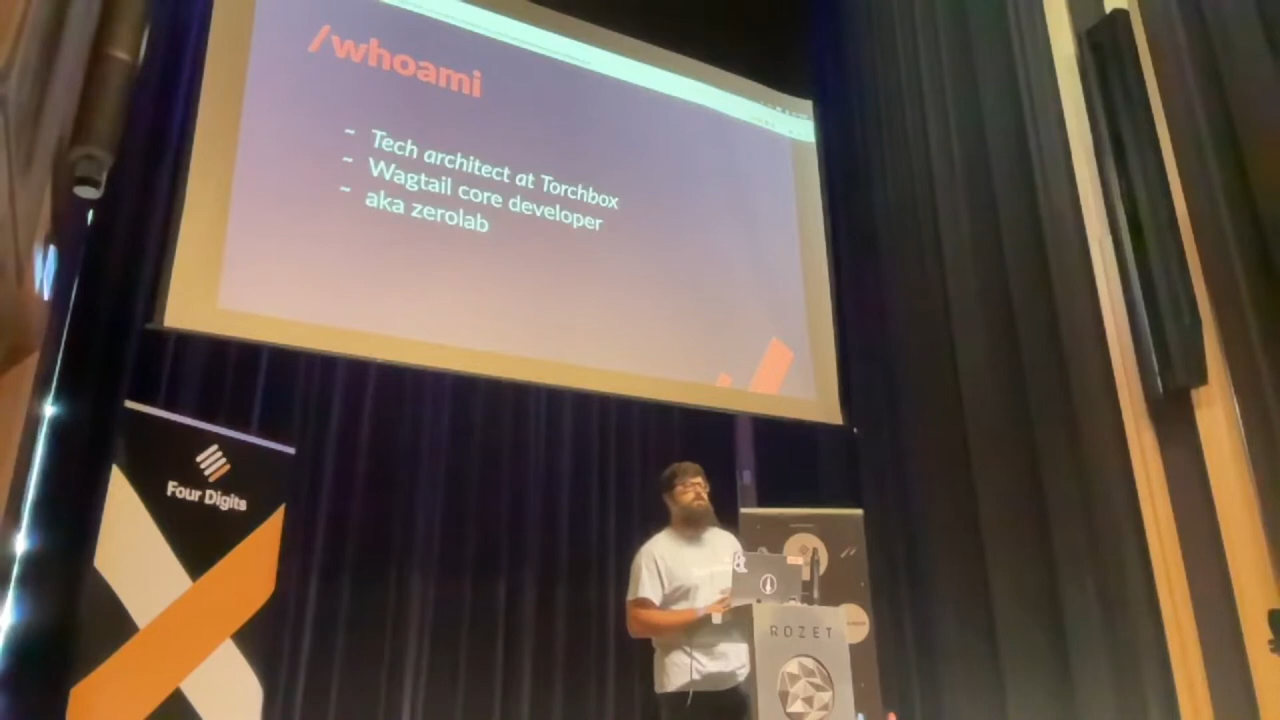 /whoami
~ Tech architect at Torchbox
~ Wagtail core developer
~ aka zerolab
Four Digits
ROZET